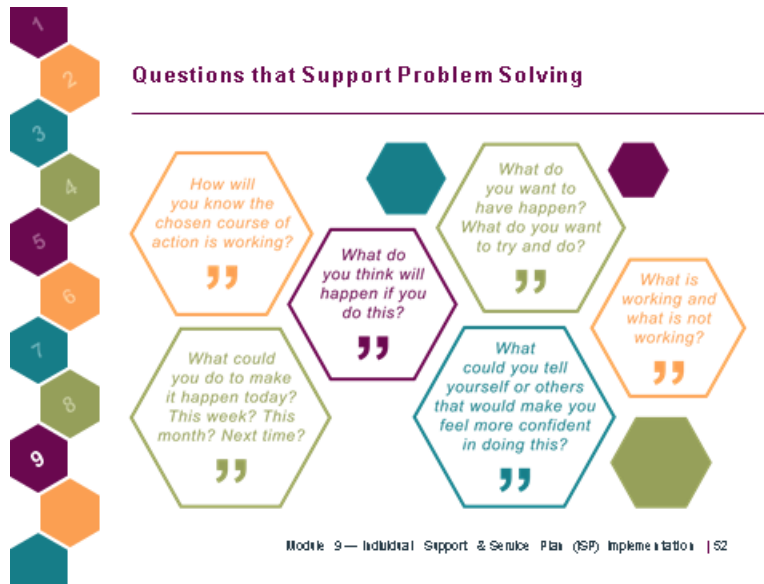 1
2
3
4
5
6
7
8
9
Questions that Support Problem Solving
How will
you know the
chosen course of
action is working?
”
What do
you think will
happen if you
do this?
”
What do
you want to
have happen?
What do you want
to try and do?
”
What is
working and
what is not
working?
”
What could
you do to make
it happen today?
This week? This
month? Next time?
”
What
could you tell
yourself or others
that would make you
feel more confident
in doing this?
”
Module 9 — Individual Support & Service Plan (ISP) Implementation | 52